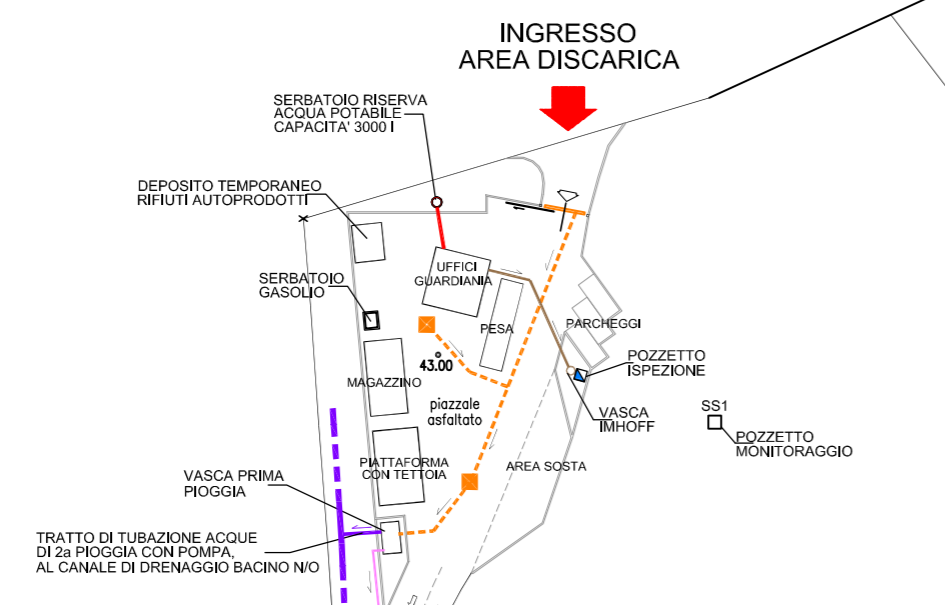 INGRESSO
AREA DISCARICA
SERBATOIO RISERVA
ACQUA POTABILE
CAPACITA' 3000 l
DEPOSITO TEMPORANEO
RIFIUTI AUTOPRODOTTI
SERBATOIO
GASOLIO
UFFICI
GUARDIANIA
PESA
PARCHEGGI
43.00
MAGAZZINO
POZZETTO
ISPEZIONE
piazzale
asfaltato
VASCA
IMHOFF
SS1
POZZETTO
MONITORAGGIO
PIATTAFORMA
CON TETTOIA
AREA SOSTA
VASCA PRIMA
PIOGGIA
TRATTO DI TUBAZIONE ACQUE
DI 2a PIOGGIA CON POMPA,
AL CANALE DI DRENAGGIO BACINO N/O